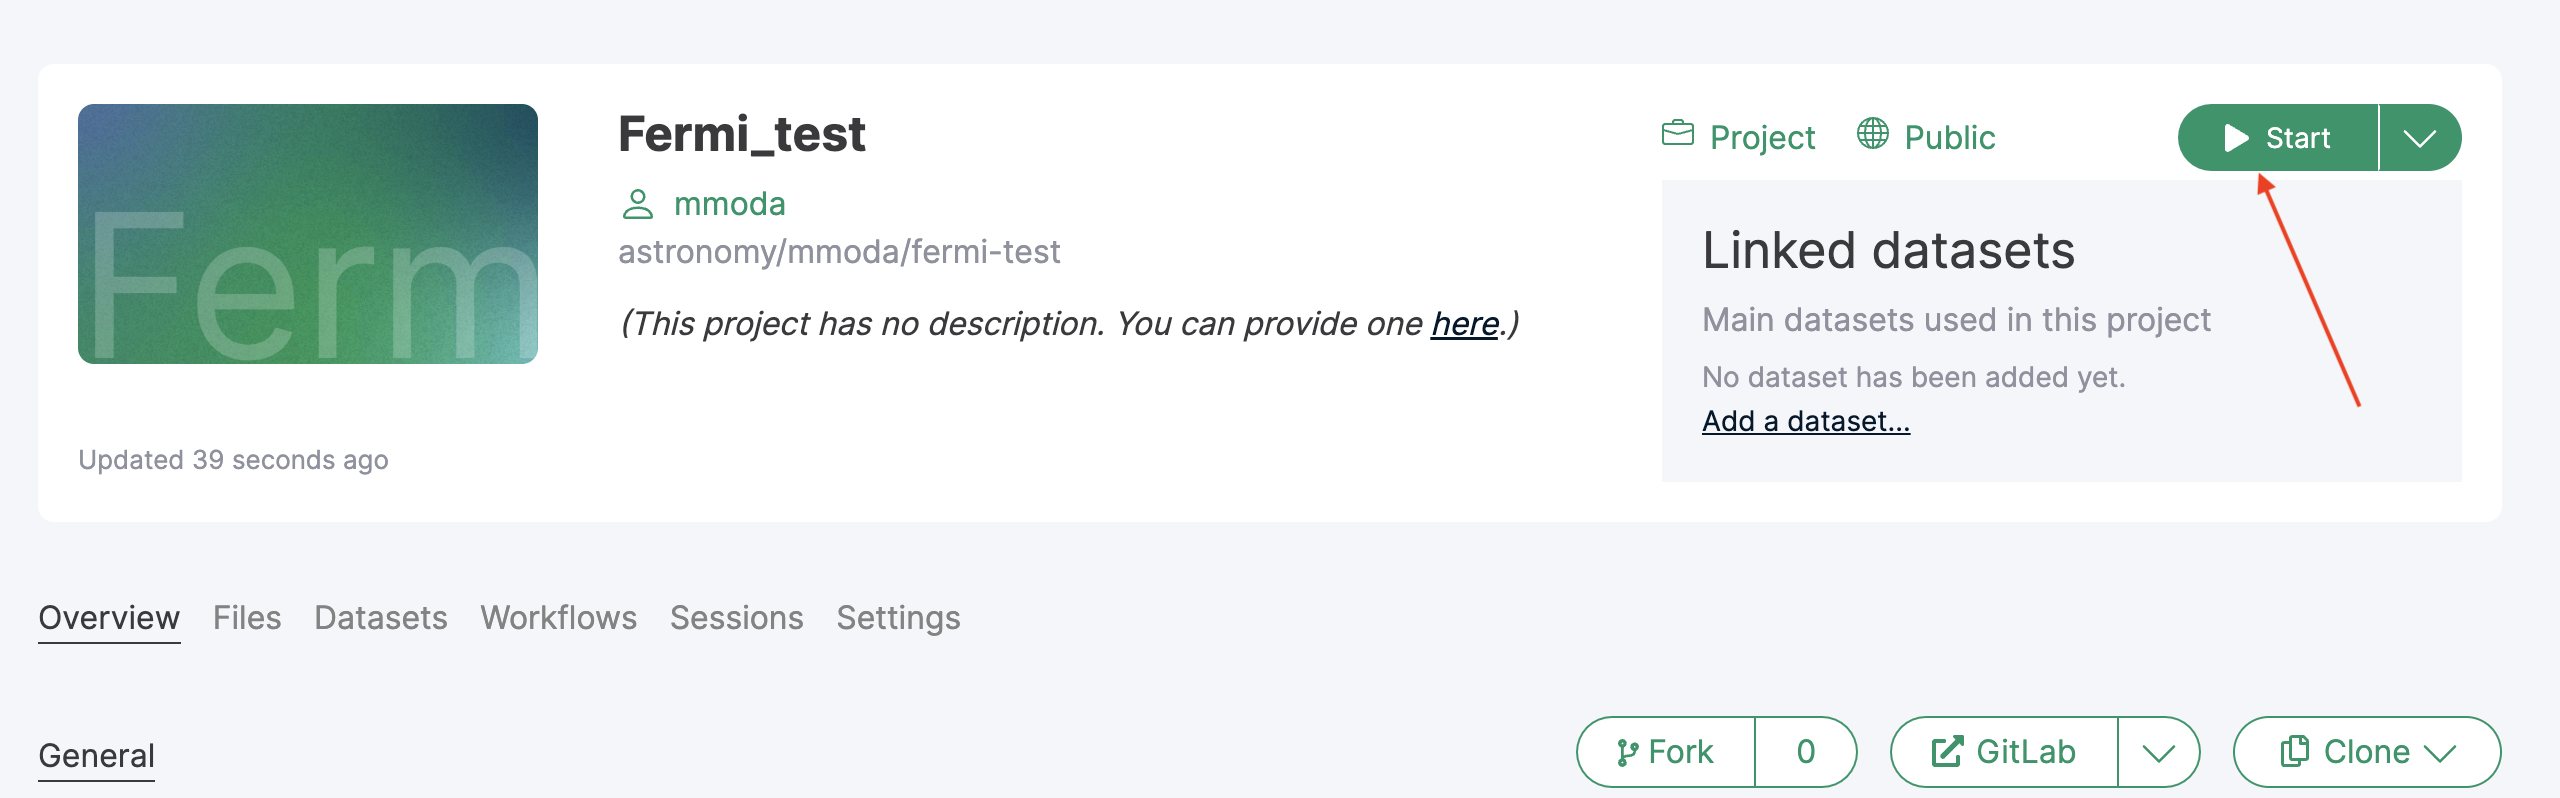 Ferm
Fermi_test
mmoda
astronomy/mmoda/fermi-test
(This project has no description. You can provide one here.)
Updated 39 seconds ago
Project Public
Start
Linked datasets
Main datasets used in this project
No dataset has been added yet.
Add a dataset...
Overview Files Datasets Workflows Sessions Settings
General
Fork 0 GitLab Clone